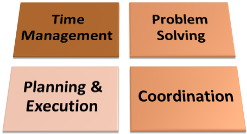 Time
Management
Problem
Solving
Planning &
Execution
Coordination